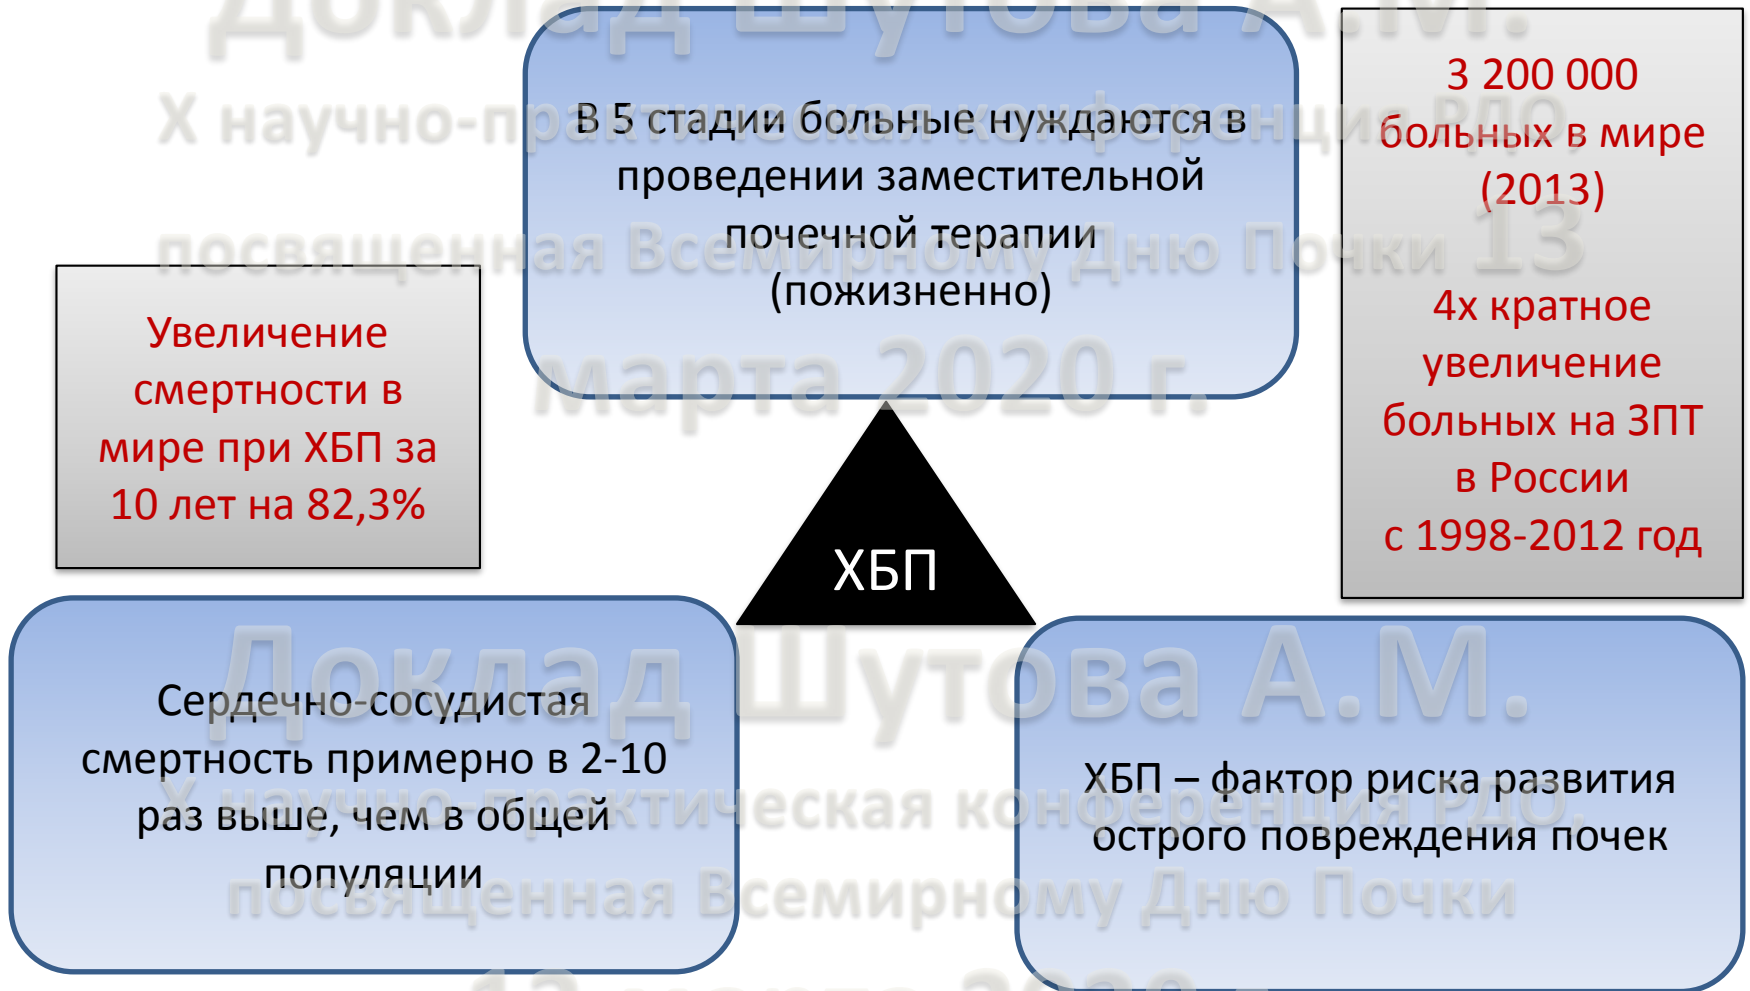 Доклад Шутова А.М.
X научно-практическая конференция РДО,
посвященная Всемирному Дню Почки 13
марта 2020 г.
В 5 стадии больные нуждаются в
проведении заместительной
почечной терапии
(пожизненно)
3 200 000
больных в мире
(2013)
4х кратное
увеличение
больных на ЗПТ
в России
с 1998-2012 год
Увеличение
смертности в
мире при ХБП за
10 лет на 82,3%
ХБП
Сердечно-сосудистая
смертность примерно в 2-10
раз выше, чем в общей
популяции
ХБП – фактор риска развития
острого повреждения почек
Доклад Шутова А.М.
X научно-практическая конференция РДО,
посвященная Всемирному Дню Почки
13 марта 2020 г.